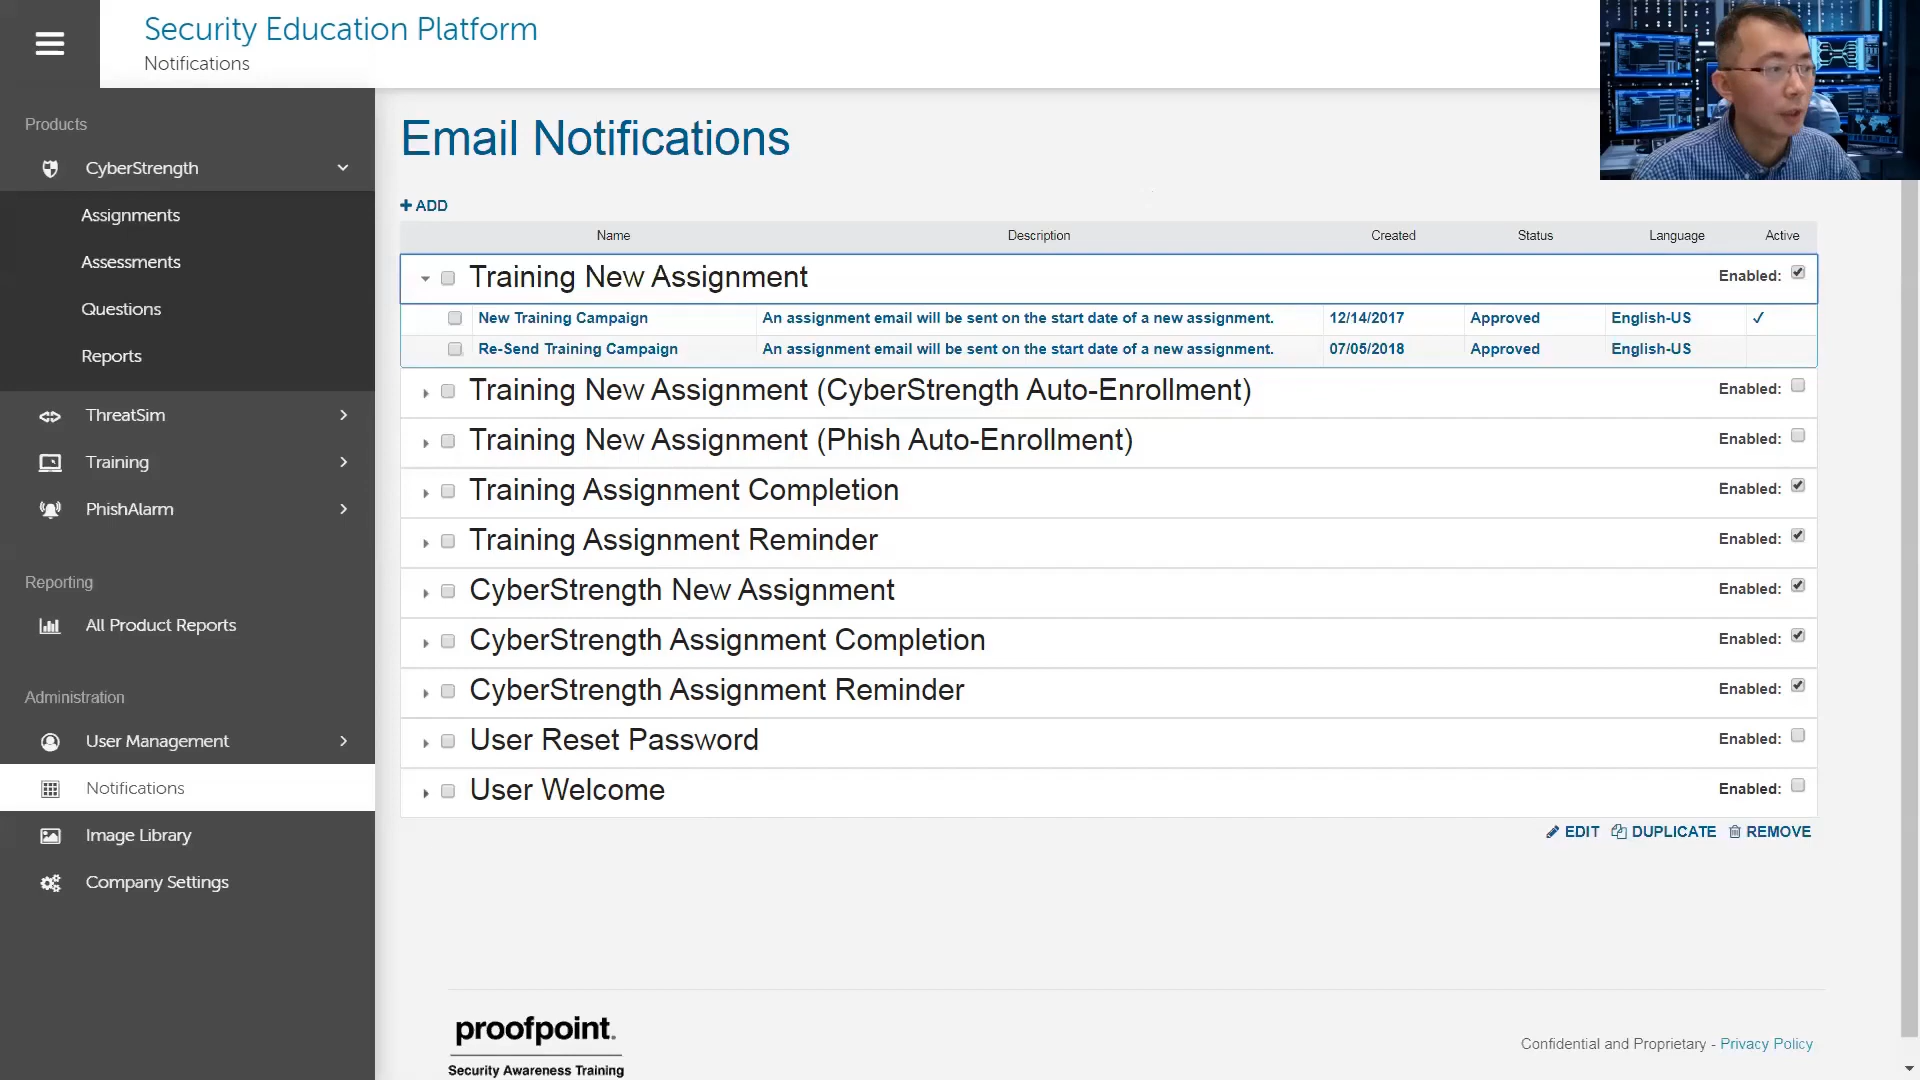 Security Education Platform
Notifications
Products
CyberStrength
Assignments
Assessments
Questions
Reports
ThreatSim
Training
PhishAlarm
Reporting
All Product Reports
Administration
User Management
Notifications
Image Library
Company Settings
Email Notifications
ADD
Name Description Created Status Language Active
Training New Assignment Enabled:
New Training Campaign An assignment email will be sent on the start date of a new assignment. 12/14/2017 Approved English-US ✓
Re-Send Training Campaign An assignment email will be sent on the start date of a new assignment. 07/05/2018 Approved English-US
Training New Assignment (CyberStrength Auto-Enrollment) Enabled:
Training New Assignment (Phish Auto-Enrollment) Enabled:
Training Assignment Completion Enabled:
Training Assignment Reminder Enabled:
CyberStrength New Assignment Enabled:
CyberStrength Assignment Completion Enabled:
CyberStrength Assignment Reminder Enabled:
User Reset Password Enabled:
User Welcome Enabled:
EDIT DUPLICATE REMOVE
proofpoint.
Security Awareness Training
Confidential and Proprietary - Privacy Policy